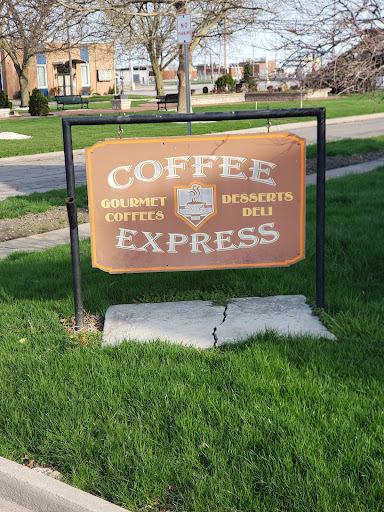 COFFEE
GOURMET
COFFEES
DESSERTS
DELI
EXPRESS